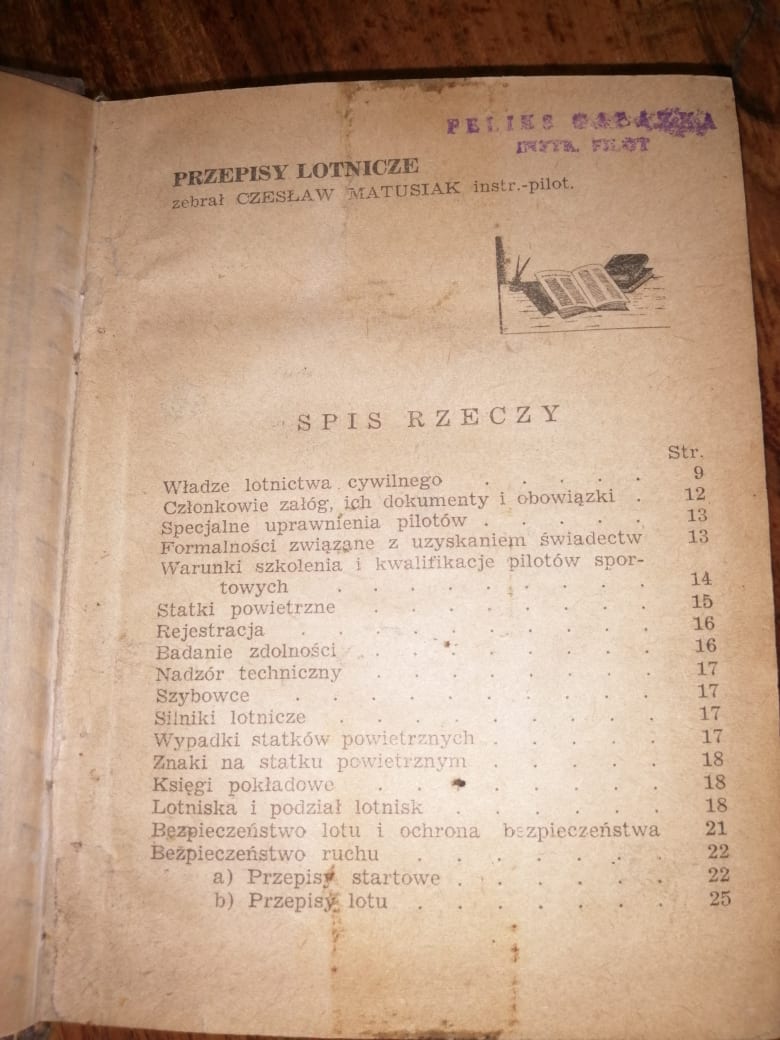 FELIKS
INSTR. PILOT
PRZEPISY LOTNICZE
zebrał CZESŁAW MATUSIAK instr.-pilot.
SPIS RZECZY
Str.
Władze lotnictwa cywilnego . . . . . 9
Członkowie załóg, ich dokumenty i obowiązki . 12
Specjalne uprawnienia pilotów . . . . . 13
Formalności związane z uzyskaniem świadectw 13
Warunki szkolenia i kwalifikacje pilotów spor-
towych . . . . . . . . 14
Statki powietrzne . . . . . . . 15
Rejestracja . . . . . . . . . 16
Badanie zdolności . . . . . . . 16
Nadzór techniczny . . . . . . . 17
Szybowce . . . . . . . . . 17
Silniki lotnicze . . . . . . . . 17
Wypadki statków powietrznych . . . . . 17
Znaki na statku powietrznym . . . . . 18
Księgi pokładowe . . . . . . . 18
Lotniska i podział lotnisk . . . . . . 18
Bezpieczeństwo lotu i ochrona bezpieczeństwa 21
Bezpieczeństwo ruchu . . . . . . . 22
a) Przepisy startowe . . . . . . 22
b) Przepisy lotu . . . . . . . 25